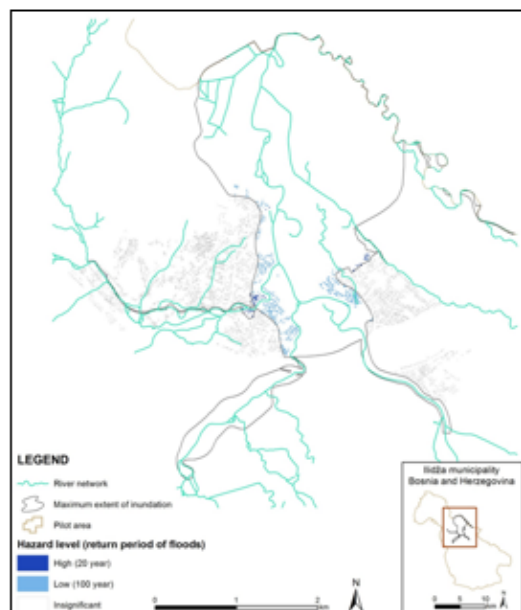 LEGEND
River network
Maximum extent of inundation
Pilot area
Hazard level (return period of floods)
High (20 year)
Low (100 year)
Insignificant
0 1 2
km
N
Ilidža municipality
Bosnia and Herzegovina
0 5 10
km
N